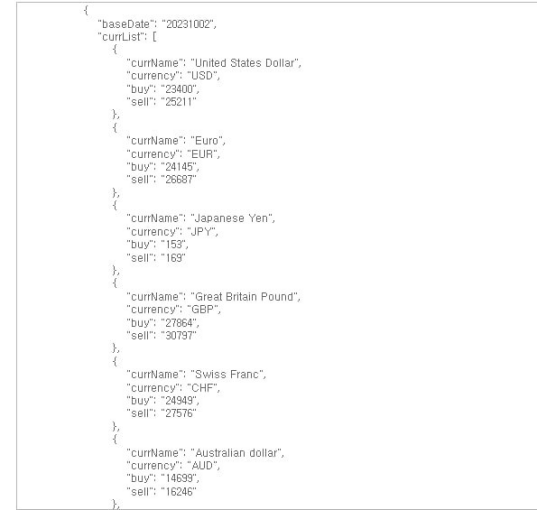 {
"baseDate": "20231002",
"currList": [
{
"currName": "United States Dollar",
"currency": "USD",
"buy": "23400",
"sell": "25211"
},
{
"currName": "Euro",
"currency": "EUR",
"buy": "24145",
"sell": "26687"
},
{
"currName": "Japanese Yen",
"currency": "JPY",
"buy": "153",
"sell": "169"
},
{
"currName": "Great Britain Pound",
"currency": "GBP",
"buy": "27864",
"sell": "30797"
},
{
"currName": "Swiss Franc",
"currency": "CHF",
"buy": "24949",
"sell": "27576"
},
{
"currName": "Australian dollar",
"currency": "AUD",
"buy": "14699",
"sell": "16246"
},